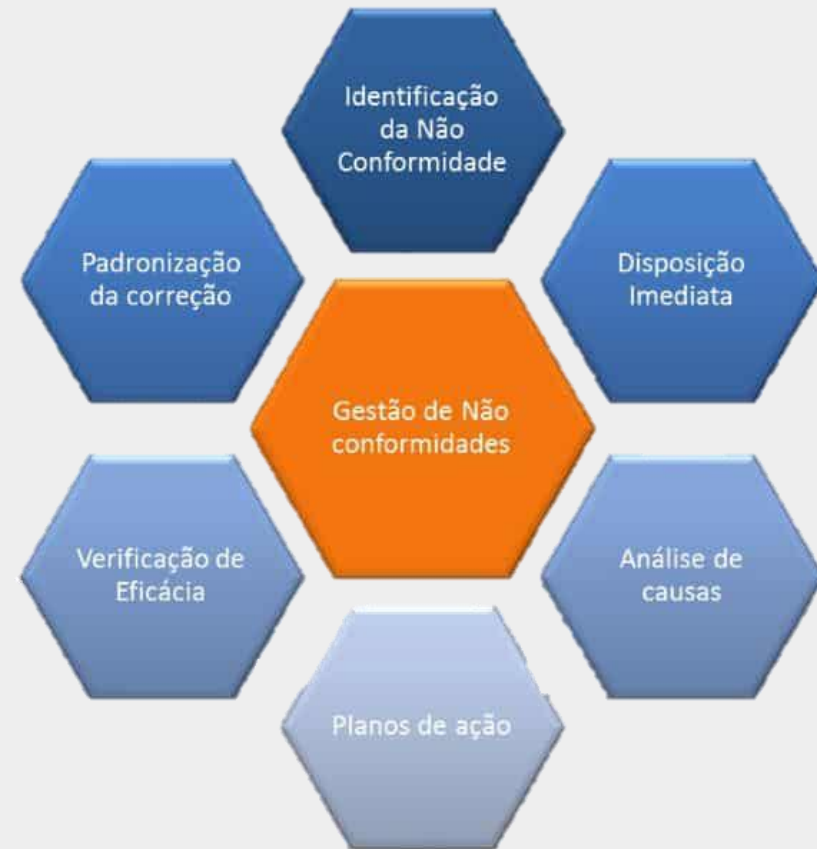 Identificação
da Não
Conformidade
Padronização
da correção
Disposição
Imediata
Gestão de Não
conformidades
Verificação de
Eficácia
Análise de
causas
Planos de ação